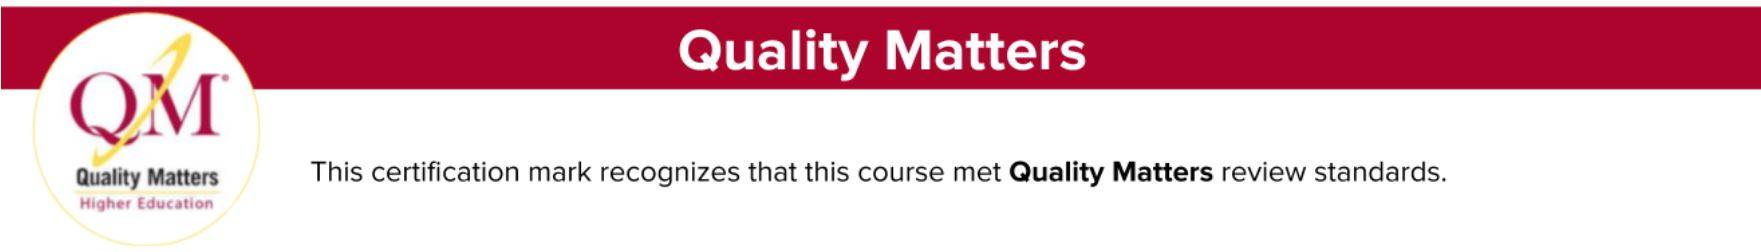 Quality Matters
QM®
Quality Matters
Higher Education
This certification mark recognizes that this course met Quality Matters review standards.